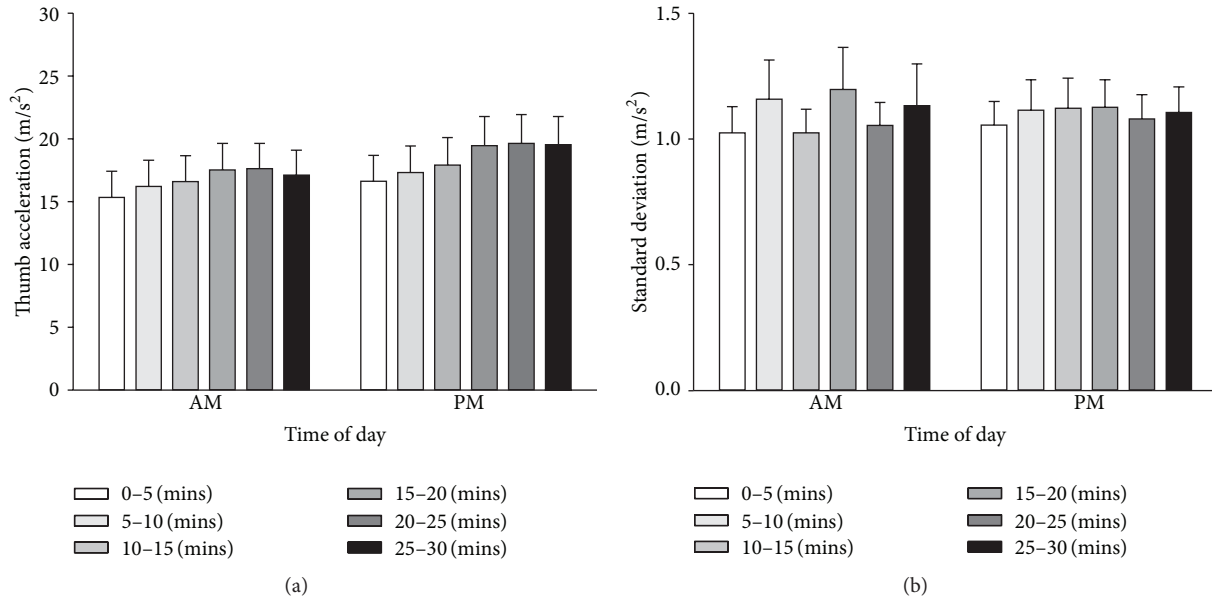 30
25
20
15
10
5
0
Thumb acceleration (m/s²)
AM
PM
Time of day
0–5 (mins)
5–10 (mins)
10–15 (mins)
15–20 (mins)
20–25 (mins)
25–30 (mins)
(a)
1.5
1.0
0.5
0.0
Standard deviation (m/s²)
AM
PM
Time of day
0–5 (mins)
5–10 (mins)
10–15 (mins)
15–20 (mins)
20–25 (mins)
25–30 (mins)
(b)